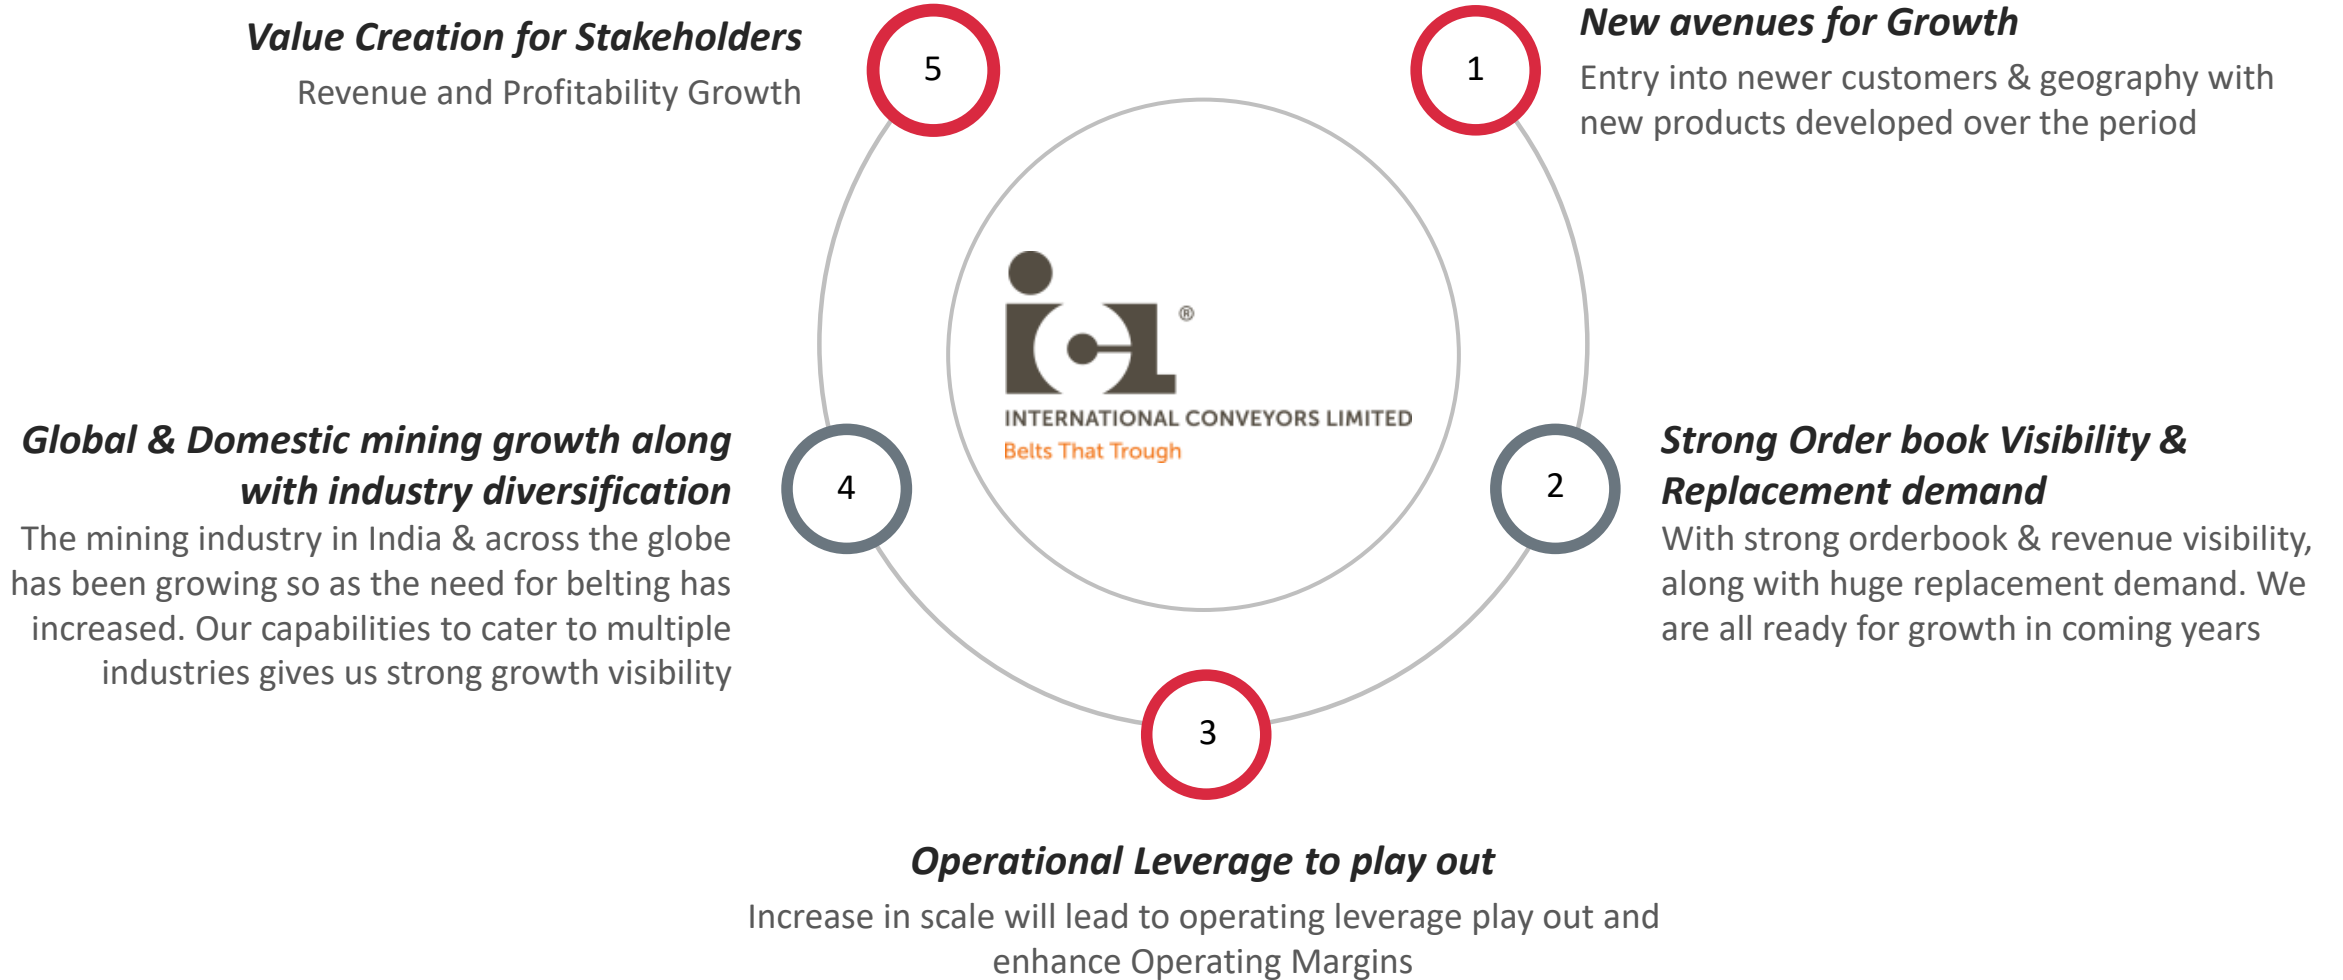 1
New avenues for Growth
Entry into newer customers & geography with
new products developed over the period
2
Strong Order book Visibility &
Replacement demand
With strong orderbook & revenue visibility,
along with huge replacement demand. We
are all ready for growth in coming years
3
Operational Leverage to play out
Increase in scale will lead to operating leverage play out and
enhance Operating Margins
4
Global & Domestic mining growth along
with industry diversification
The mining industry in India & across the globe
has been growing so as the need for belting has
increased. Our capabilities to cater to multiple
industries gives us strong growth visibility
5
Value Creation for Stakeholders
Revenue and Profitability Growth
icL ®
INTERNATIONAL CONVEYORS LIMITED
Belts That Trough